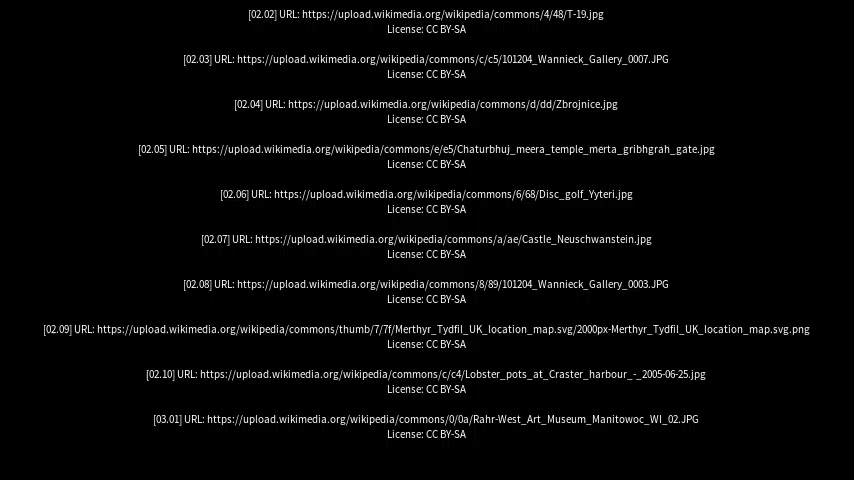 [02.02] URL: https://upload.wikimedia.org/wikipedia/commons/4/48/T-19.jpg
License: CC BY-SA
[02.03] URL: https://upload.wikimedia.org/wikipedia/commons/c/c5/101204_Wannieck_Gallery_0007.JPG
License: CC BY-SA
[02.04] URL: https://upload.wikimedia.org/wikipedia/commons/d/dd/Zbrojnice.jpg
License: CC BY-SA
[02.05] URL: https://upload.wikimedia.org/wikipedia/commons/e/e5/Chaturbhuj_meera_temple_merta_gribhgrah_gate.jpg
License: CC BY-SA
[02.06] URL: https://upload.wikimedia.org/wikipedia/commons/6/68/Disc_golf_Yyteri.jpg
License: CC BY-SA
[02.07] URL: https://upload.wikimedia.org/wikipedia/commons/a/ae/Castle_Neuschwanstein.jpg
License: CC BY-SA
[02.08] URL: https://upload.wikimedia.org/wikipedia/commons/8/89/101204_Wannieck_Gallery_0003.JPG
License: CC BY-SA
[02.09] URL: https://upload.wikimedia.org/wikipedia/commons/thumb/7/7f/Merthyr_Tydfil_UK_location_map.svg/2000px-Merthyr_Tydfil_UK_location_map.svg.png
License: CC BY-SA
[02.10] URL: https://upload.wikimedia.org/wikipedia/commons/c/c4/Lobster_pots_at_Craster_harbour_-_2005-06-25.jpg
License: CC BY-SA
[03.01] URL: https://upload.wikimedia.org/wikipedia/commons/0/0a/Rahr-West_Art_Museum_Manitowoc_WI_02.JPG
License: CC BY-SA